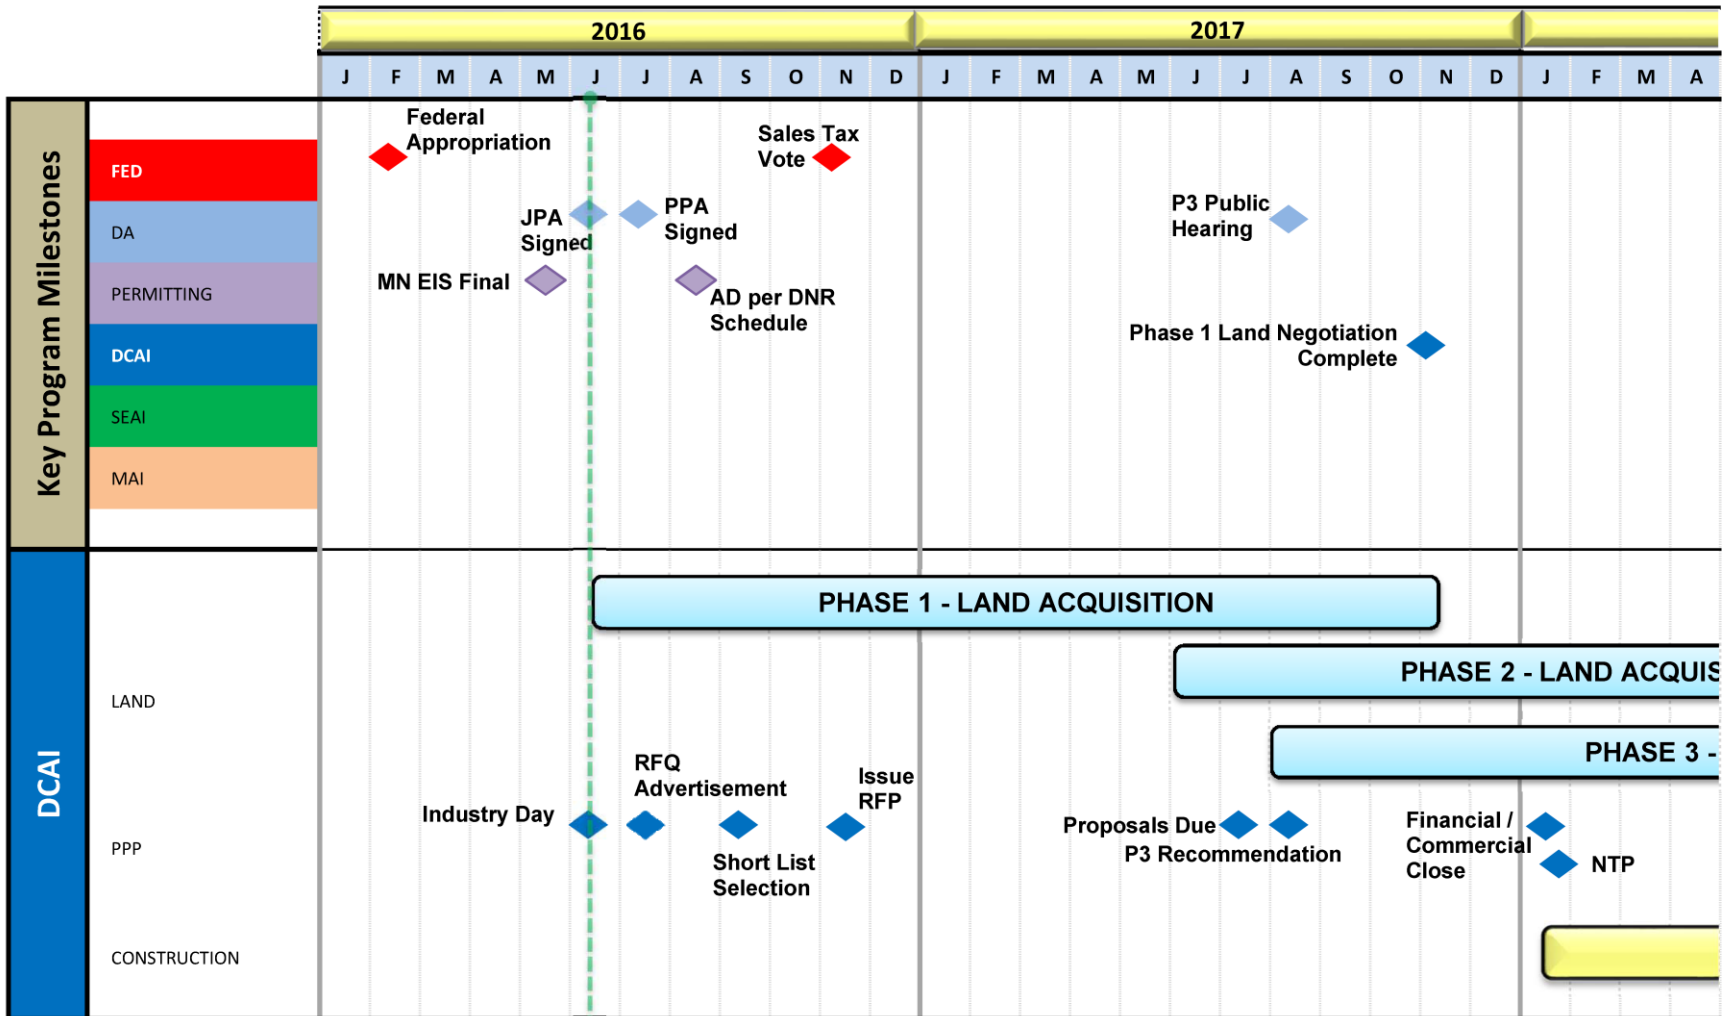 2016
2017
J F M A M J J A S O N D J F M A M J J A S O N D J F M A
Key Program Milestones
Federal
Appropriation
Sales Tax
Vote
FED
JPA
Signed
PPA
Signed
P3 Public
Hearing
DA
MN EIS Final
AD per DNR
Schedule
PERMITTING
Phase 1 Land Negotiation
Complete
DCAI
SEAI
MAI
DCAI
PHASE 1 - LAND ACQUISITION
PHASE 2 - LAND ACQUIS
LAND
PHASE 3 -
RFQ
Advertisement
Issue
RFP
Industry Day
Short List
Selection
Proposals Due
P3 Recommendation
Financial /
Commercial
Close
NTP
PPP
CONSTRUCTION